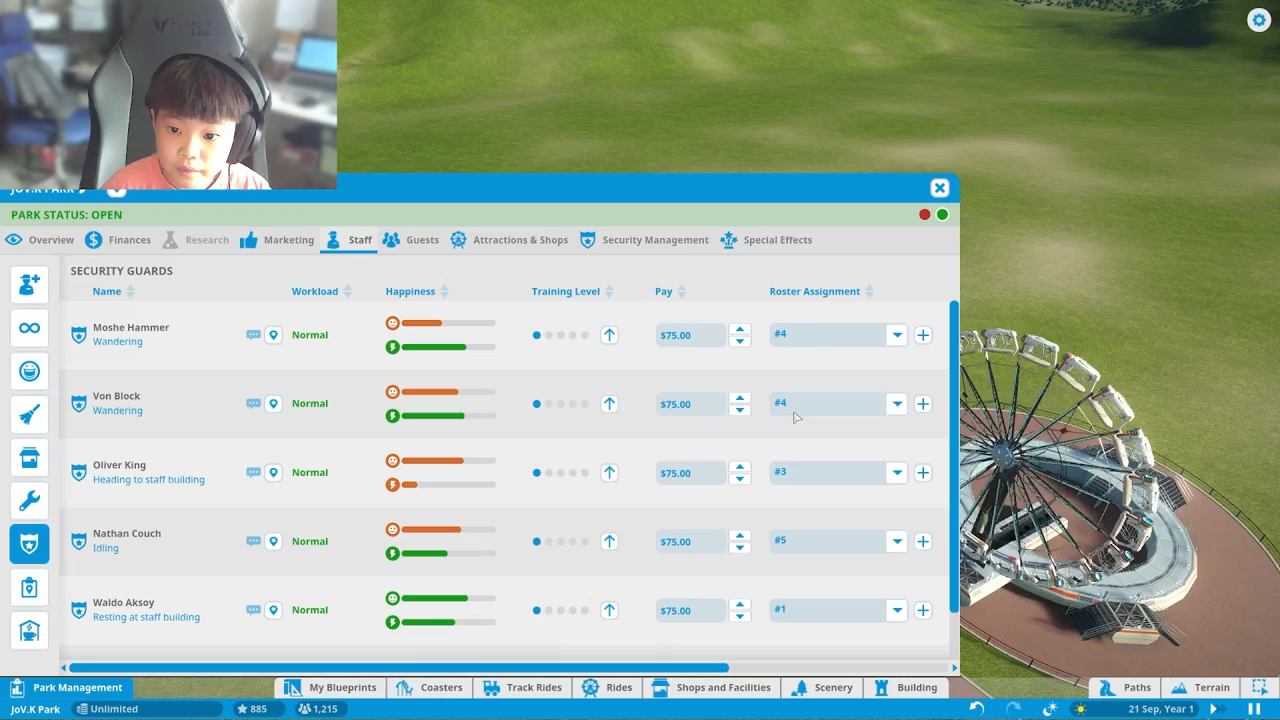 JoV.K PARK
PARK STATUS: OPEN
Overview Finances Research Marketing Staff Guests Attractions & Shops Security Management Special Effects
SECURITY GUARDS
Name Workload Happiness Training Level Pay Roster Assignment
Moshe Hammer
Wandering
Normal
$75.00
#4
Von Block
Wandering
Normal
$75.00
#4
Oliver King
Heading to staff building
Normal
$75.00
#3
Nathan Couch
Idling
Normal
$75.00
#5
Waldo Aksoy
Resting at staff building
Normal
$75.00
#1
Park Management My Blueprints Coasters Track Rides Rides Shops and Facilities Scenery Building Paths Terrain
JoV.K Park Unlimited 885 1,215 21 Sep, Year 1